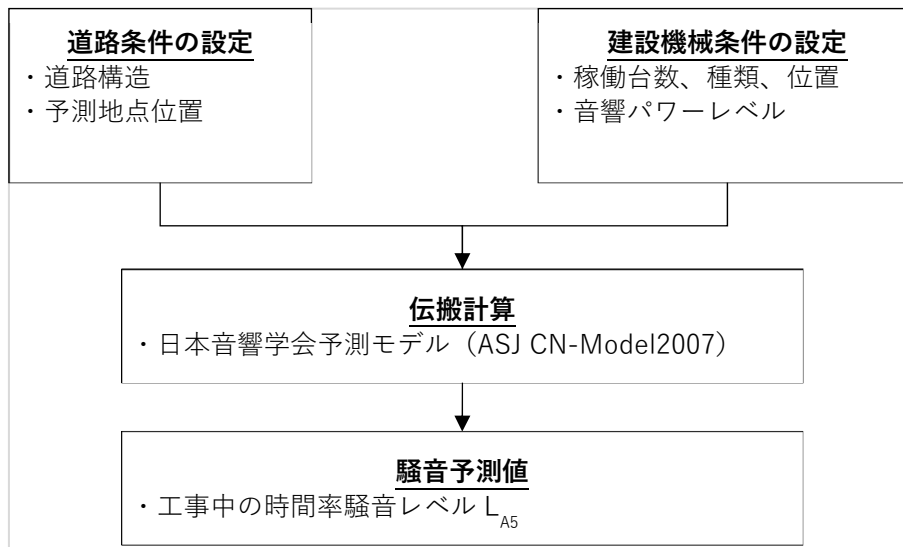 道路条件の設定
・道路構造
・予測地点位置
建設機械条件の設定
・稼働台数、種類、位置
・音響パワーレベル
伝搬計算
・日本音響学会予測モデル（ASJ CN-Model2007）
騒音予測値
・工事中の時間率騒音レベル LA5